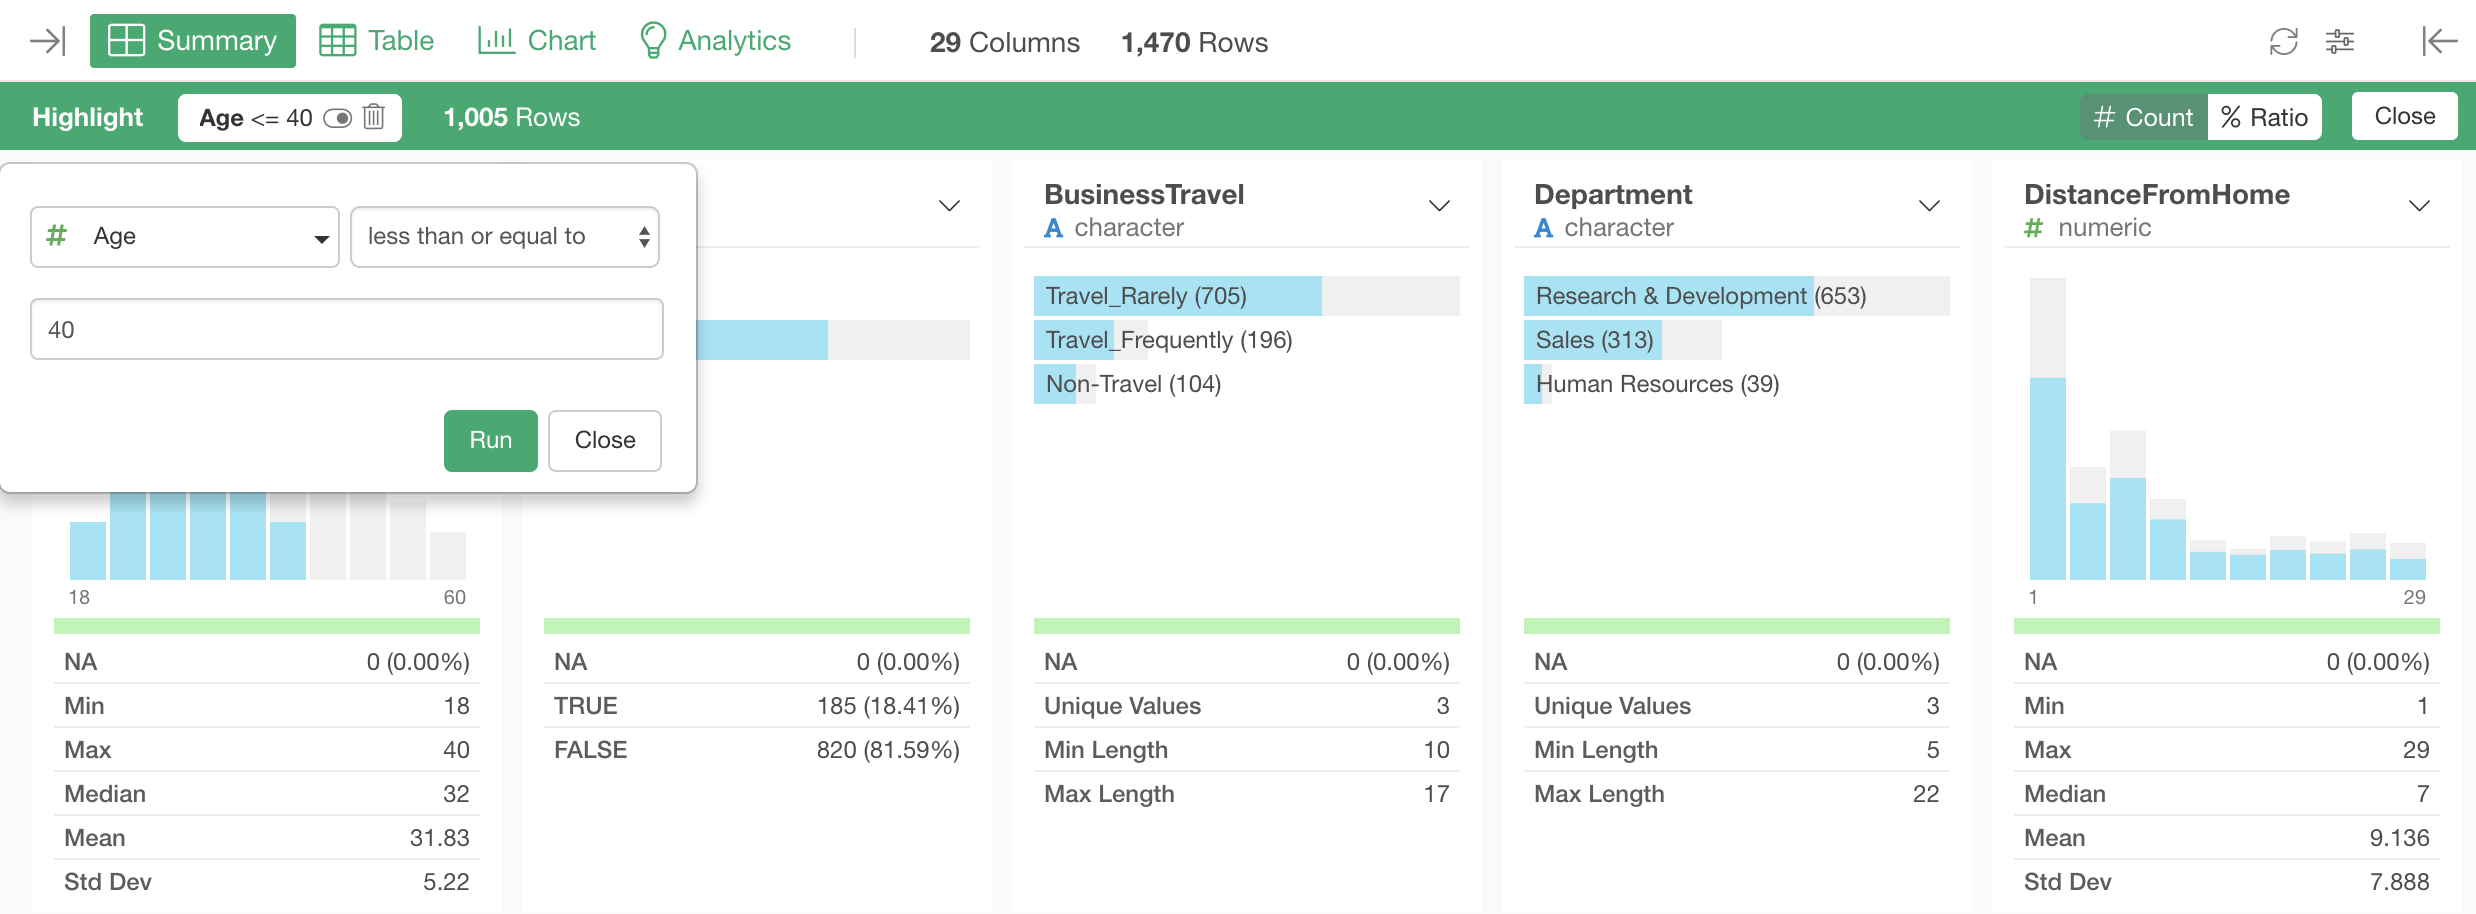 Summary Table Chart Analytics 29 Columns 1,470 Rows
Highlight Age <= 40 1,005 Rows # Count % Ratio Close
# Age less than or equal to
40
Run Close
18 60
NA 0 (0.00%)
Min 18
Max 40
Median 32
Mean 31.83
Std Dev 5.22
NA 0 (0.00%)
TRUE 185 (18.41%)
FALSE 820 (81.59%)
BusinessTravel
A character
Travel_Rarely (705)
Travel_Frequently (196)
Non-Travel (104)
NA 0 (0.00%)
Unique Values 3
Min Length 10
Max Length 17
Department
A character
Research & Development (653)
Sales (313)
Human Resources (39)
NA 0 (0.00%)
Unique Values 3
Min Length 5
Max Length 22
DistanceFromHome
# numeric
1 29
NA 0 (0.00%)
Min 1
Max 29
Median 7
Mean 9.136
Std Dev 7.888